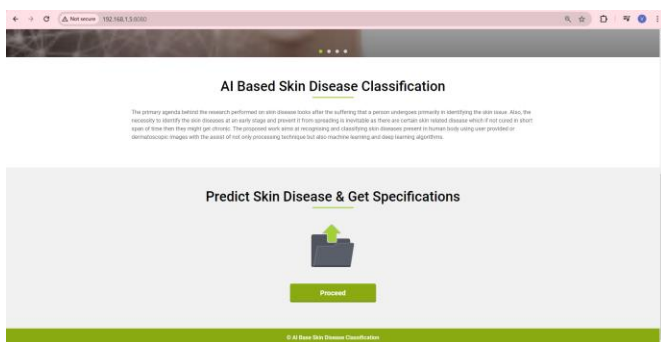 Not secure 192.168.1.5:8080
AI Based Skin Disease Classification
The primary agenda behind the research performed on skin disease looks after the suffering that a person undergoes primarily in identifying the skin issue. Also, the
necessity to identify the skin diseases at an early stage and prevent it from spreading is inevitable as there are certain skin related disease which if not cured in short
span of time then they might get chronic. The proposed work aims at recognising and classifying skin diseases present in human body using user provided or
dermatoscopic images with the assist of not only processing technique but also machine learning and deep learning algorithms.
Predict Skin Disease & Get Specifications
Proceed
© AI Base Skin Disease Classification